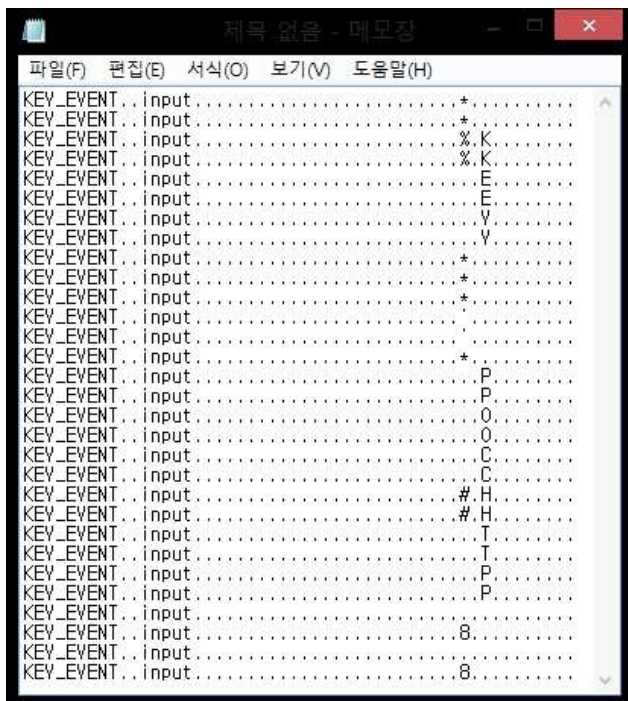 제목 없음 - 메모장
파일(F) 편집(E) 서식(O) 보기(V) 도움말(H)
KEY_EVENT..input................................*............
KEY_EVENT..input................................*............
KEY_EVENT..input................................%.K..........
KEY_EVENT..input................................%.K..........
KEY_EVENT..input..................................E..........
KEY_EVENT..input..................................E..........
KEY_EVENT..input..................................Y..........
KEY_EVENT..input..................................Y..........
KEY_EVENT..input................................*............
KEY_EVENT..input................................*............
KEY_EVENT..input................................*............
KEY_EVENT..input................................'............
KEY_EVENT..input................................'............
KEY_EVENT..input................................*............
KEY_EVENT..input..................................P..........
KEY_EVENT..input..................................P..........
KEY_EVENT..input..................................O..........
KEY_EVENT..input..................................O..........
KEY_EVENT..input..................................C..........
KEY_EVENT..input..................................C..........
KEY_EVENT..input................................#.H..........
KEY_EVENT..input................................#.H..........
KEY_EVENT..input..................................T..........
KEY_EVENT..input..................................T..........
KEY_EVENT..input..................................P..........
KEY_EVENT..input..................................P..........
KEY_EVENT..input.............................................
KEY_EVENT..input................................8............
KEY_EVENT..input.............................................
KEY_EVENT..input................................8............